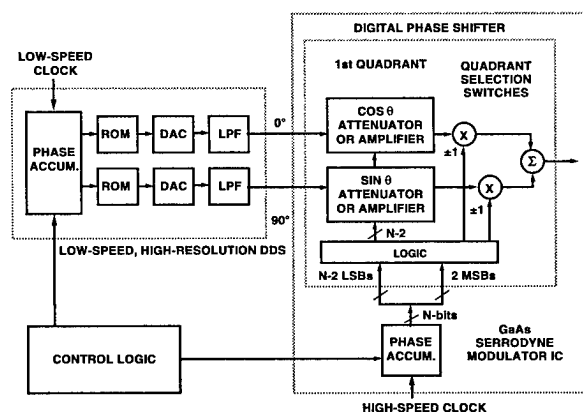 DIGITAL PHASE SHIFTER
LOW-SPEED
CLOCK
1st QUADRANT
QUADRANT
SELECTION
SWITCHES
PHASE
ACCUM.
ROM
DAC
LPF
0°
COS θ
ATTENUATOR
OR AMPLIFIER
X
±1
Σ
ROM
DAC
LPF
90°
SIN θ
ATTENUATOR
OR AMPLIFIER
X
±1
N-2
LOW-SPEED, HIGH-RESOLUTION DDS
LOGIC
N-2 LSBs
2 MSBs
N-bits
CONTROL LOGIC
PHASE
ACCUM.
GaAs
SERRODYNE
MODULATOR IC
HIGH-SPEED CLOCK